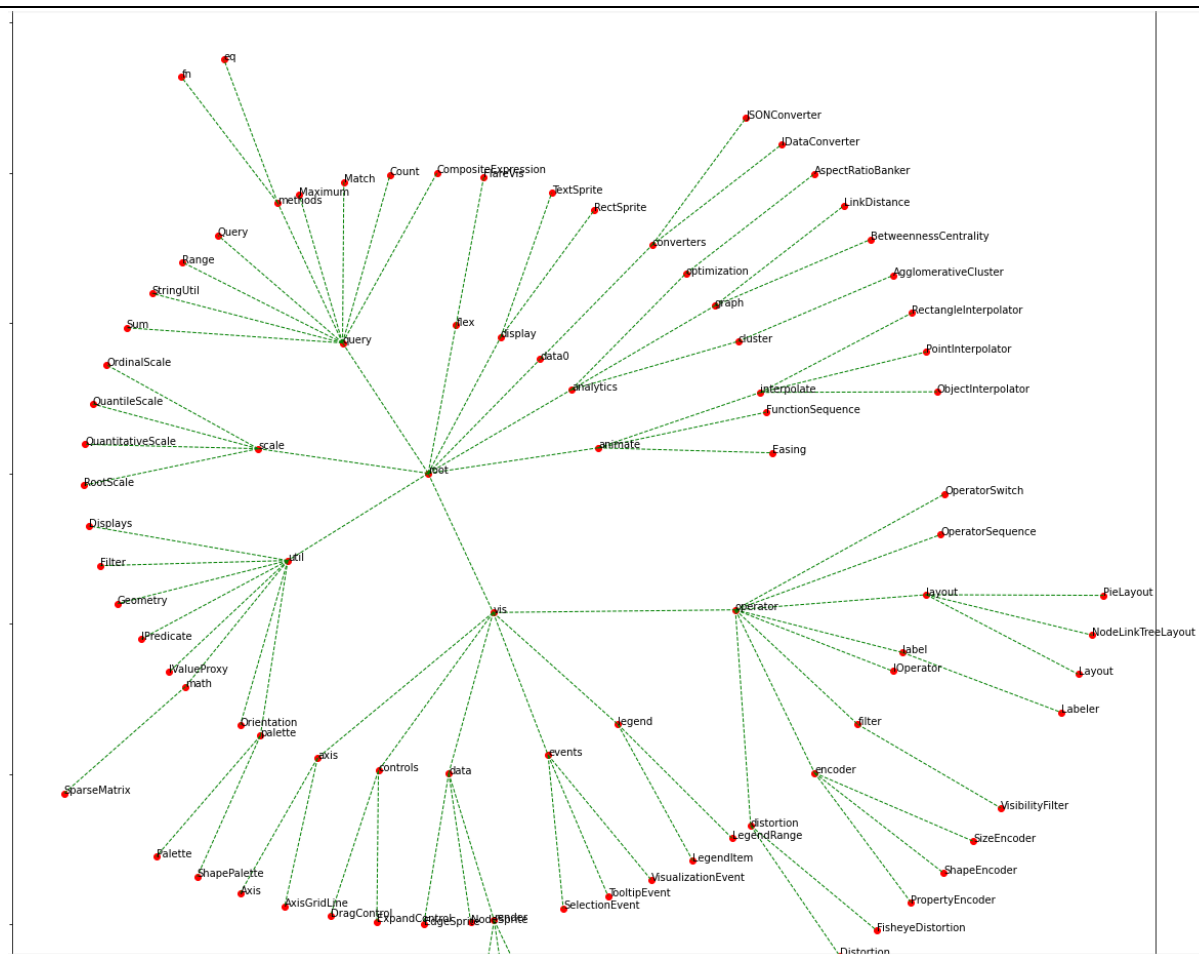 eq
fn
JSONConverter
IDataConverter
CompositeExpression
Count
FlareVis
AspectRatioBanker
Match
Maximum
methods
TextSprite
RectSprite
LinkDistance
Query
BetweennessCentrality
converters
Range
optimization
AgglomerativeCluster
StringUtil
graph
RectangleInterpolator
Sum
flex
display
query
cluster
PointInterpolator
data0
OrdinalScale
analytics
interpolate
ObjectInterpolator
QuantileScale
FunctionSequence
QuantitativeScale
scale
animate
Easing
root
RootScale
OperatorSwitch
Displays
OperatorSequence
Filter
util
Geometry
vis
operator
layout
PieLayout
IPredicate
NodeLinkTreeLayout
label
IValueProxy
IOperator
Layout
math
Labeler
Orientation
palette
legend
filter
axis
events
controls
data
encoder
SparseMatrix
VisibilityFilter
distortion
LegendRange
SizeEncoder
Palette
LegendItem
ShapePalette
ShapeEncoder
VisualizationEvent
Axis
TooltipEvent
PropertyEncoder
AxisGridLine
SelectionEvent
DragControl
ExpandControl
EdgeSprite
NodeSprite
render
FisheyeDistortion
Distortion